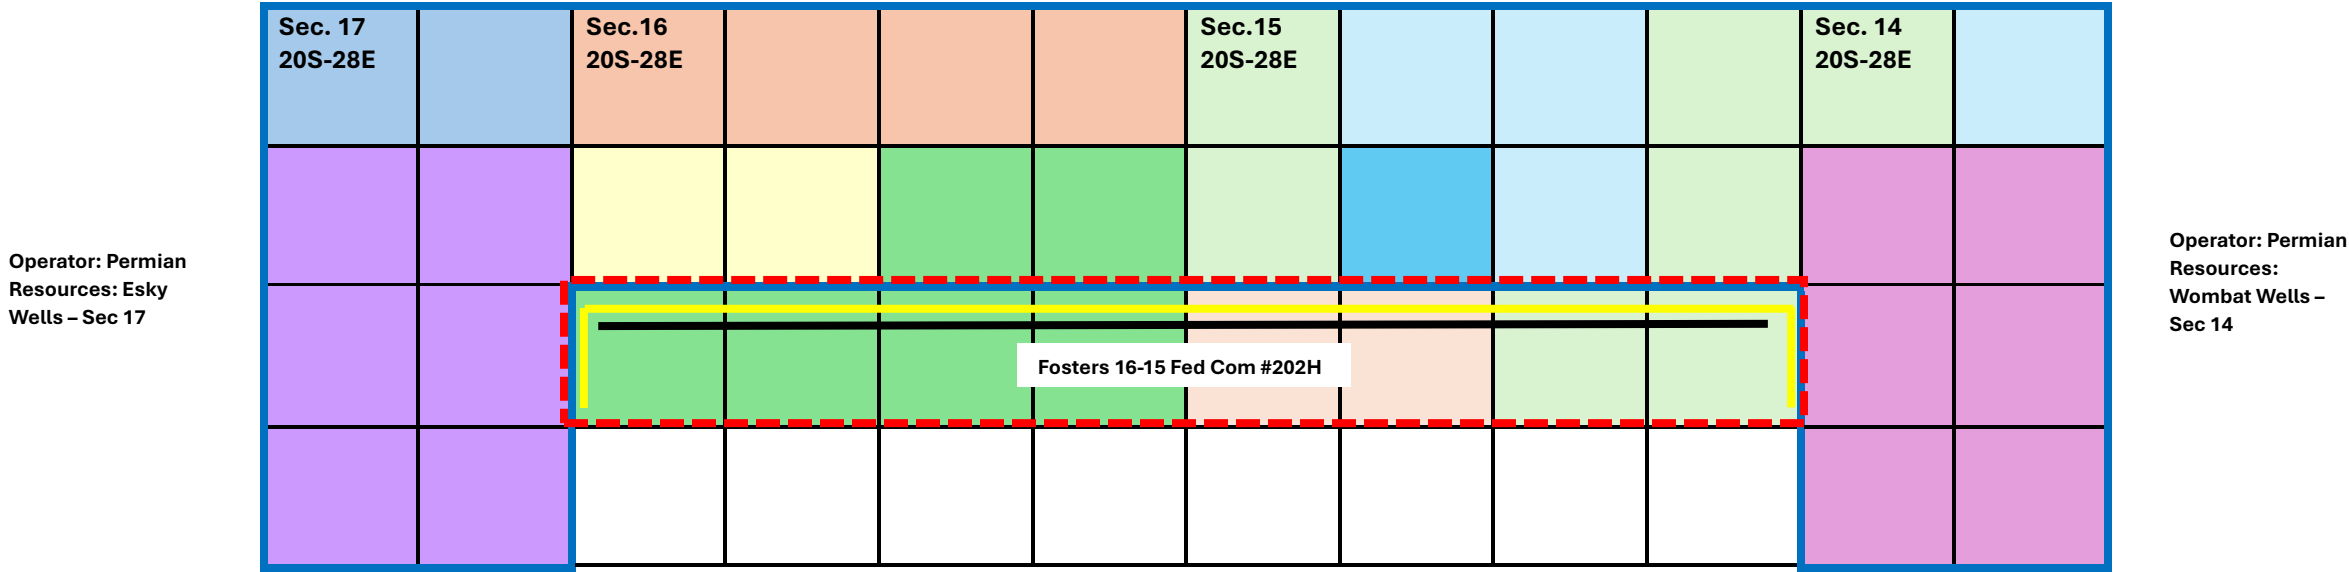 Sec. 17
20S-28E
Sec.16
20S-28E
Sec.15
20S-28E
Sec. 14
20S-28E
Operator: Permian
Resources: Esky
Wells – Sec 17
Operator: Permian
Resources:
Wombat Wells –
Sec 14
Fosters 16-15 Fed Com #202H